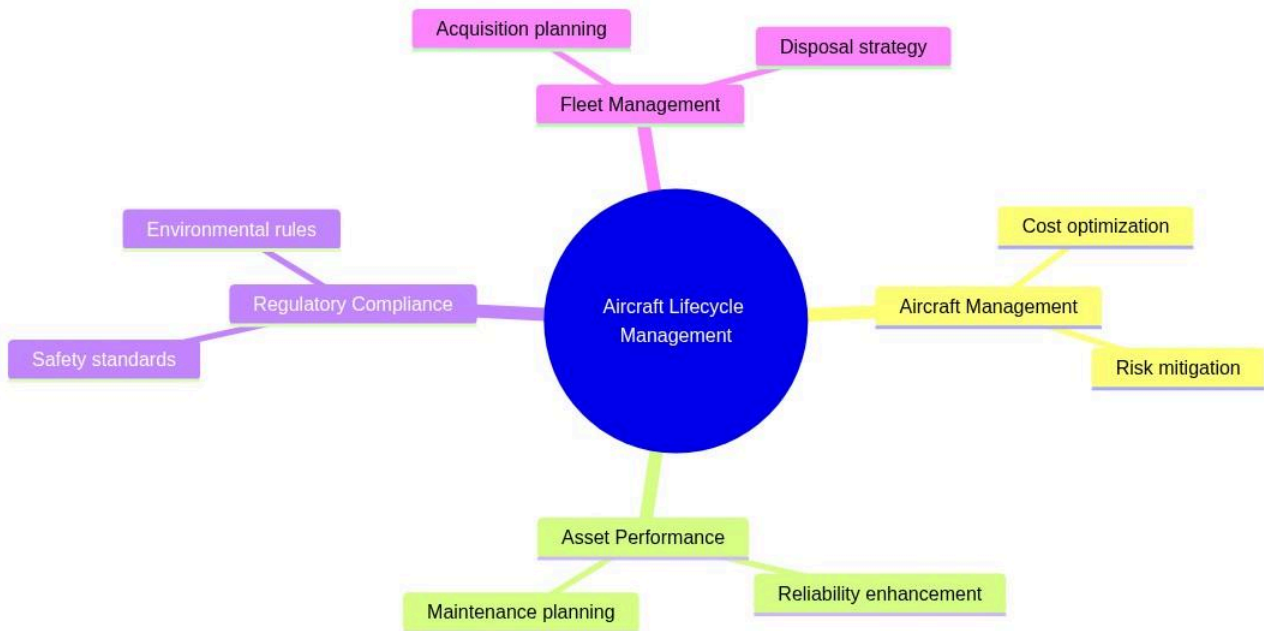 Acquisition planning
Disposal strategy
Fleet Management
Environmental rules
Cost optimization
Regulatory Compliance
Aircraft Lifecycle
Management
Aircraft Management
Safety standards
Risk mitigation
Asset Performance
Maintenance planning
Reliability enhancement